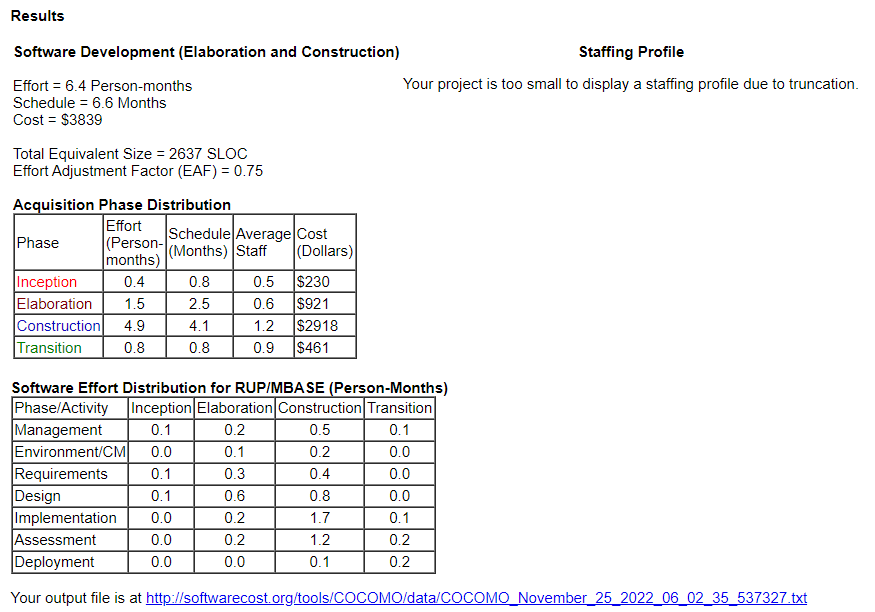 Results
Software Development (Elaboration and Construction)
Staffing Profile
Effort = 6.4 Person-months
Schedule = 6.6 Months
Cost = $3839
Your project is too small to display a staffing profile due to truncation.
Total Equivalent Size = 2637 SLOC
Effort Adjustment Factor (EAF) = 0.75
Acquisition Phase Distribution
Phase Effort (Person-months) Schedule (Months) Average Staff Cost (Dollars)
Inception 0.4 0.8 0.5 $230
Elaboration 1.5 2.5 0.6 $921
Construction 4.9 4.1 1.2 $2918
Transition 0.8 0.8 0.9 $461
Software Effort Distribution for RUP/MBASE (Person-Months)
Phase/Activity Inception Elaboration Construction Transition
Management 0.1 0.2 0.5 0.1
Environment/CM 0.0 0.1 0.2 0.0
Requirements 0.1 0.3 0.4 0.0
Design 0.1 0.6 0.8 0.0
Implementation 0.0 0.2 1.7 0.1
Assessment 0.0 0.2 1.2 0.2
Deployment 0.0 0.0 0.1 0.2
Your output file is at http://softwarecost.org/tools/COCOMO/data/COCOMO_November_25_2022_06_02_35_537327.txt